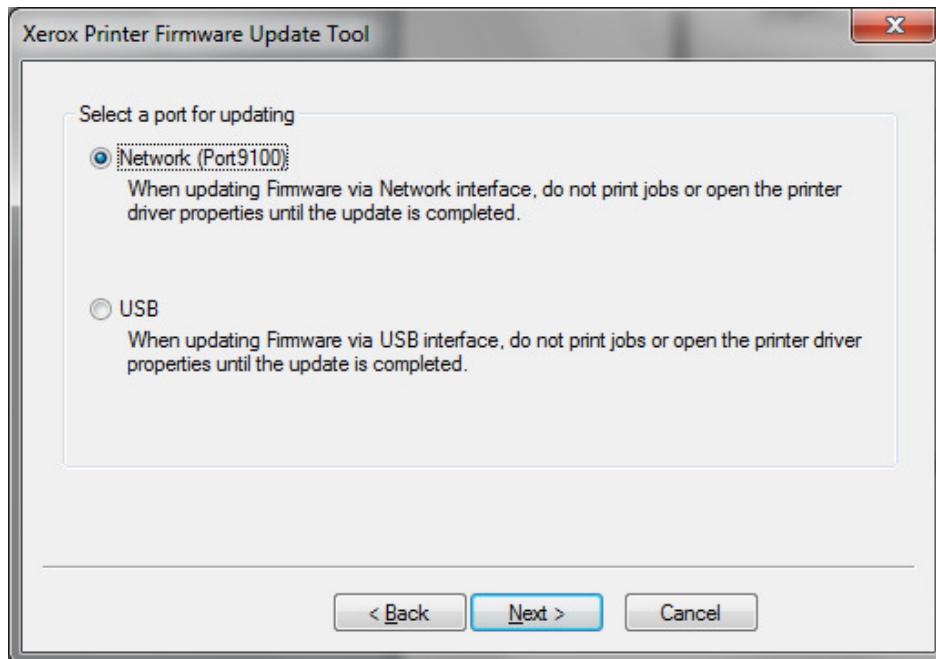 Xerox Printer Firmware Update Tool
Select a port for updating
Network (Port9100)
When updating Firmware via Network interface, do not print jobs or open the printer
driver properties until the update is completed.
USB
When updating Firmware via USB interface, do not print jobs or open the printer driver
properties until the update is completed.
< Back Next > Cancel